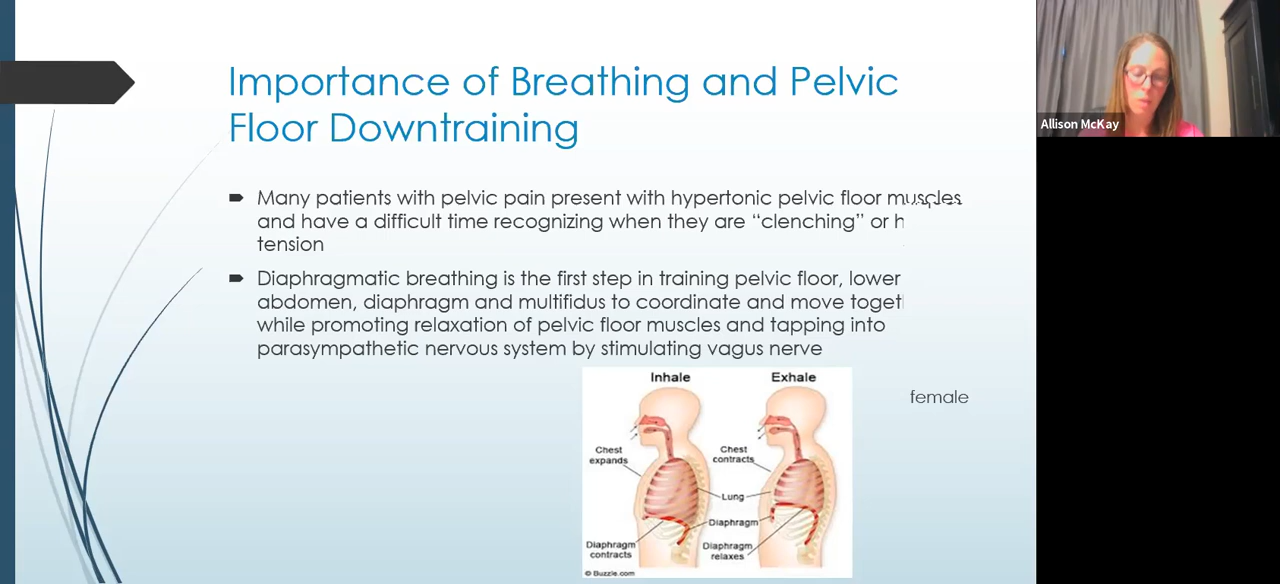 Importance of Breathing and Pelvic
Floor Downtraining
Many patients with pelvic pain present with hypertonic pelvic floor muscles
and have a difficult time recognizing when they are “clenching” or h
tension
Diaphragmatic breathing is the first step in training pelvic floor, lower
abdomen, diaphragm and multifidus to coordinate and move
while promoting relaxation of pelvic floor muscles and tapping into
parasympathetic nervous system by stimulating vagus nerve
female
Inhale Exhale
Chest
expands
Chest
contracts
Lung
Diaphragm
Diaphragm
contracts
Diaphragm
relaxes
© Buzzle.com
Allison McKay